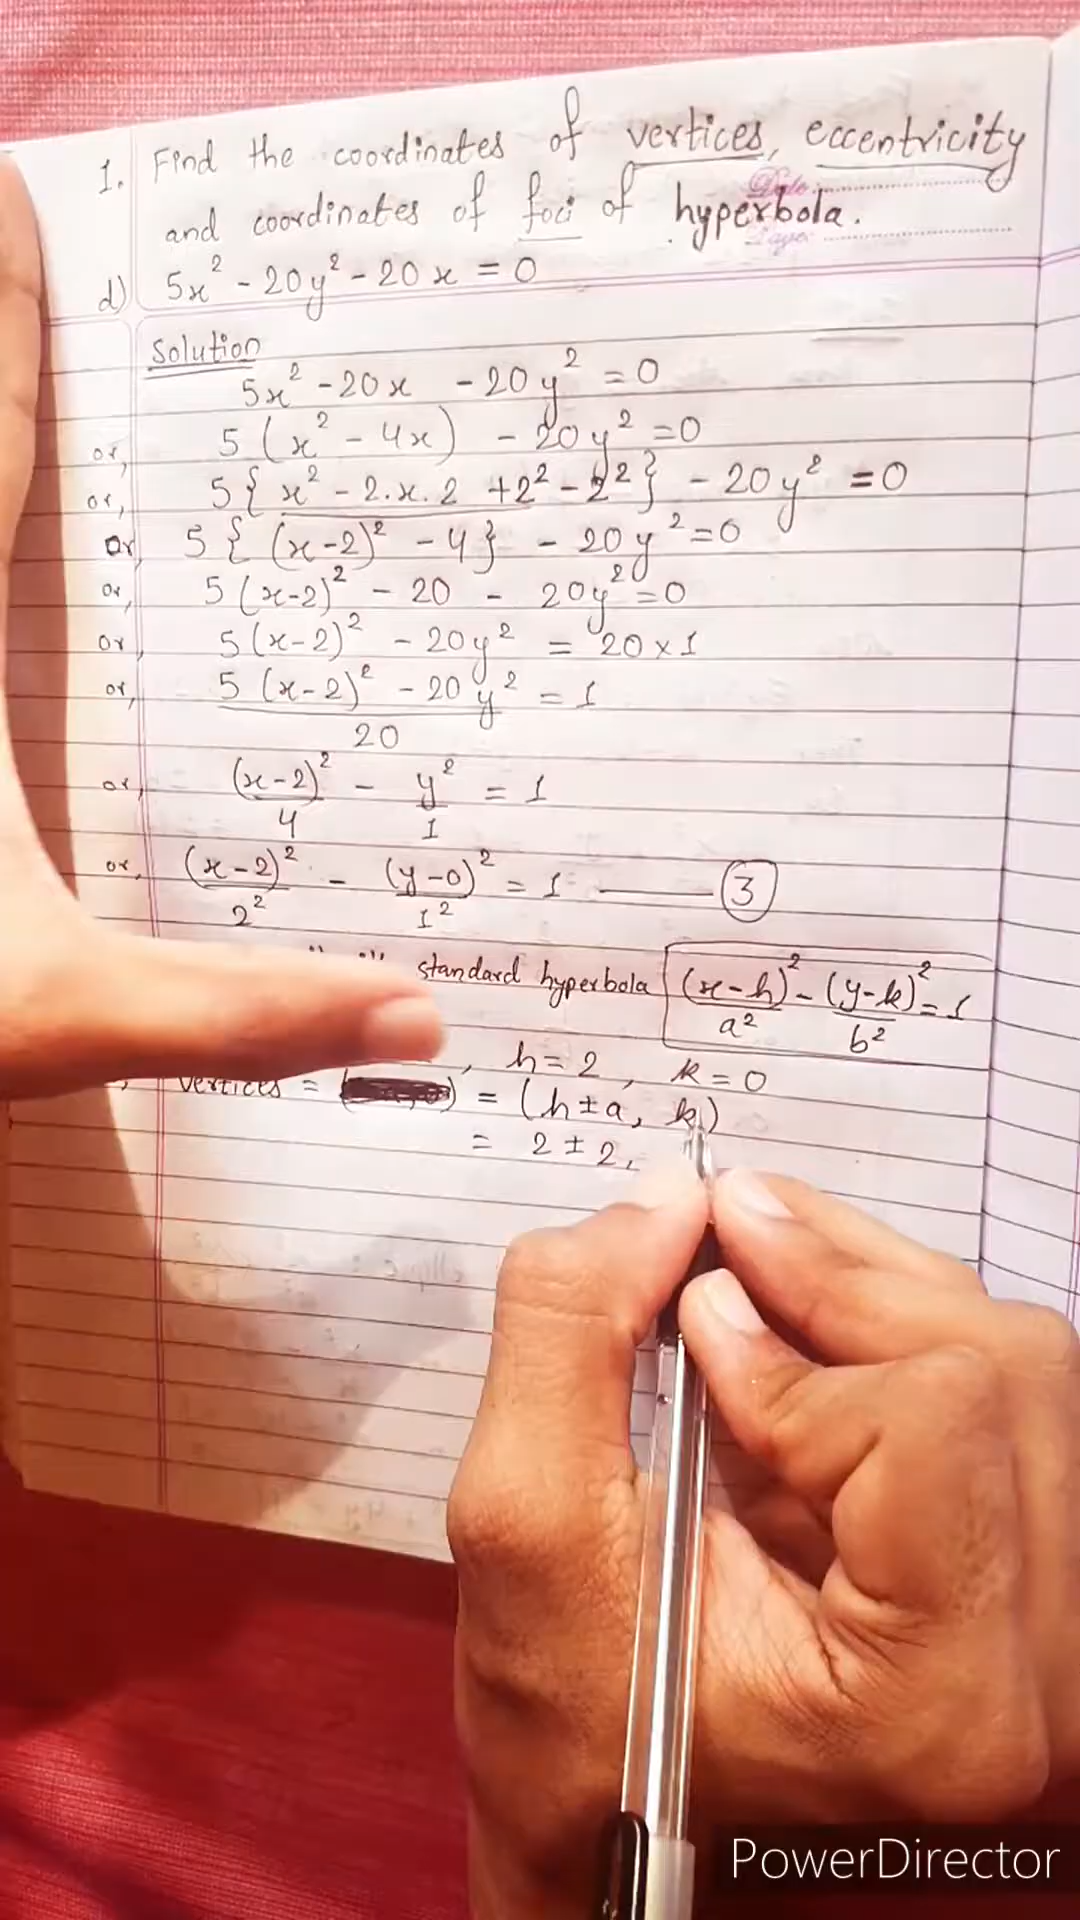 1. Find the coordinates of vertices, eccentricity
and coordinates of foci of hyperbola.
d) 5x² - 20y² - 20x = 0
Solution
5x² - 20x - 20y² = 0
or, 5(x² - 4x) - 20y² = 0
or, 5{x² - 2.x.2 + 2² - 2²} - 20y² = 0
or, 5{(x-2)² - 4} - 20y² = 0
or, 5(x-2)² - 20 - 20y² = 0
or, 5(x-2)² - 20y² = 20 × 1
or, 5(x-2)² - 20y² / 20 = 1
or, (x-2)²/4 - y²/1 = 1
or, (x-2)²/2² - (y-0)²/1² = 1 —— 3
standard hyperbola (x-h)²/a² - (y-k)²/b² = 1
, h = 2, k = 0
vertices = = (h ± a, k)
= 2 ± 2,
PowerDirector